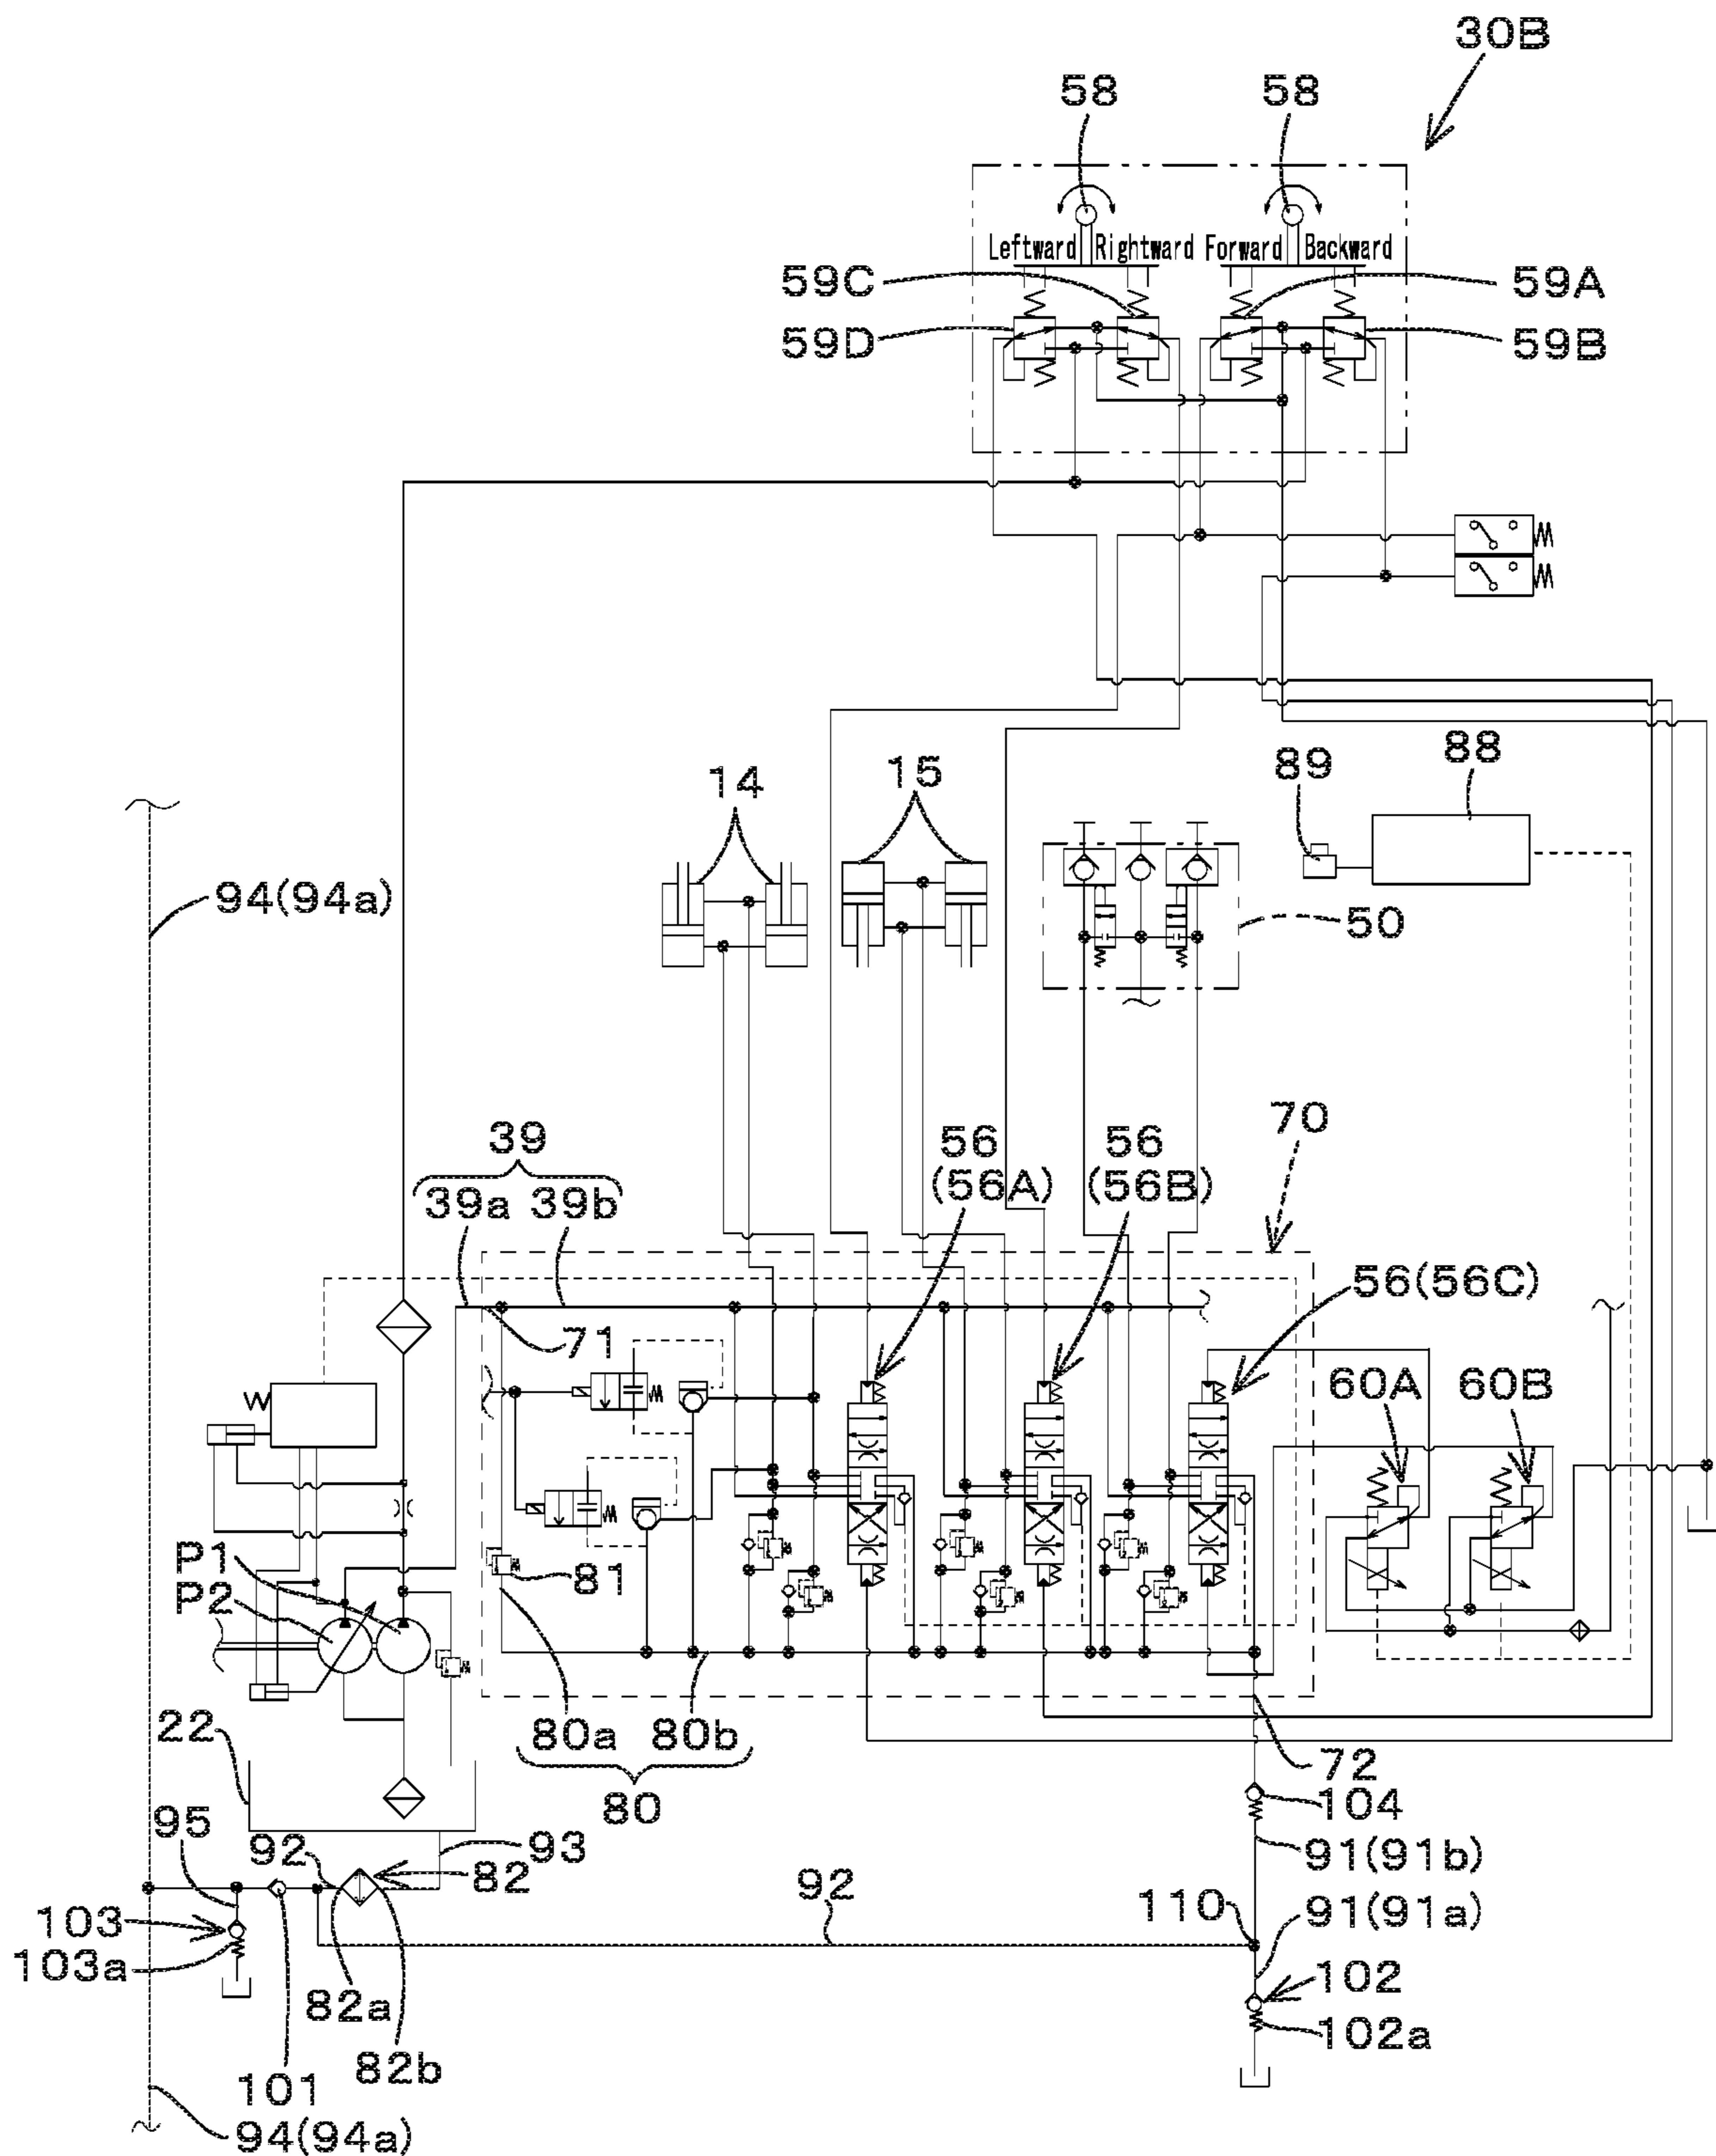 30B
58 58
Leftward Rightward Forward Backward
59C 59A
59D 59B
14 15 89 88
94(94a)
50
70
39
39a 39b
56
(56A)
56
(56B)
56(56C)
71
60A 60B
P1
P2
81
22
80a 80b
80
72
104
95
92
93
82
91(91b)
92
110
91(91a)
103
103a
82a
82b
102
102a
101
94(94a)